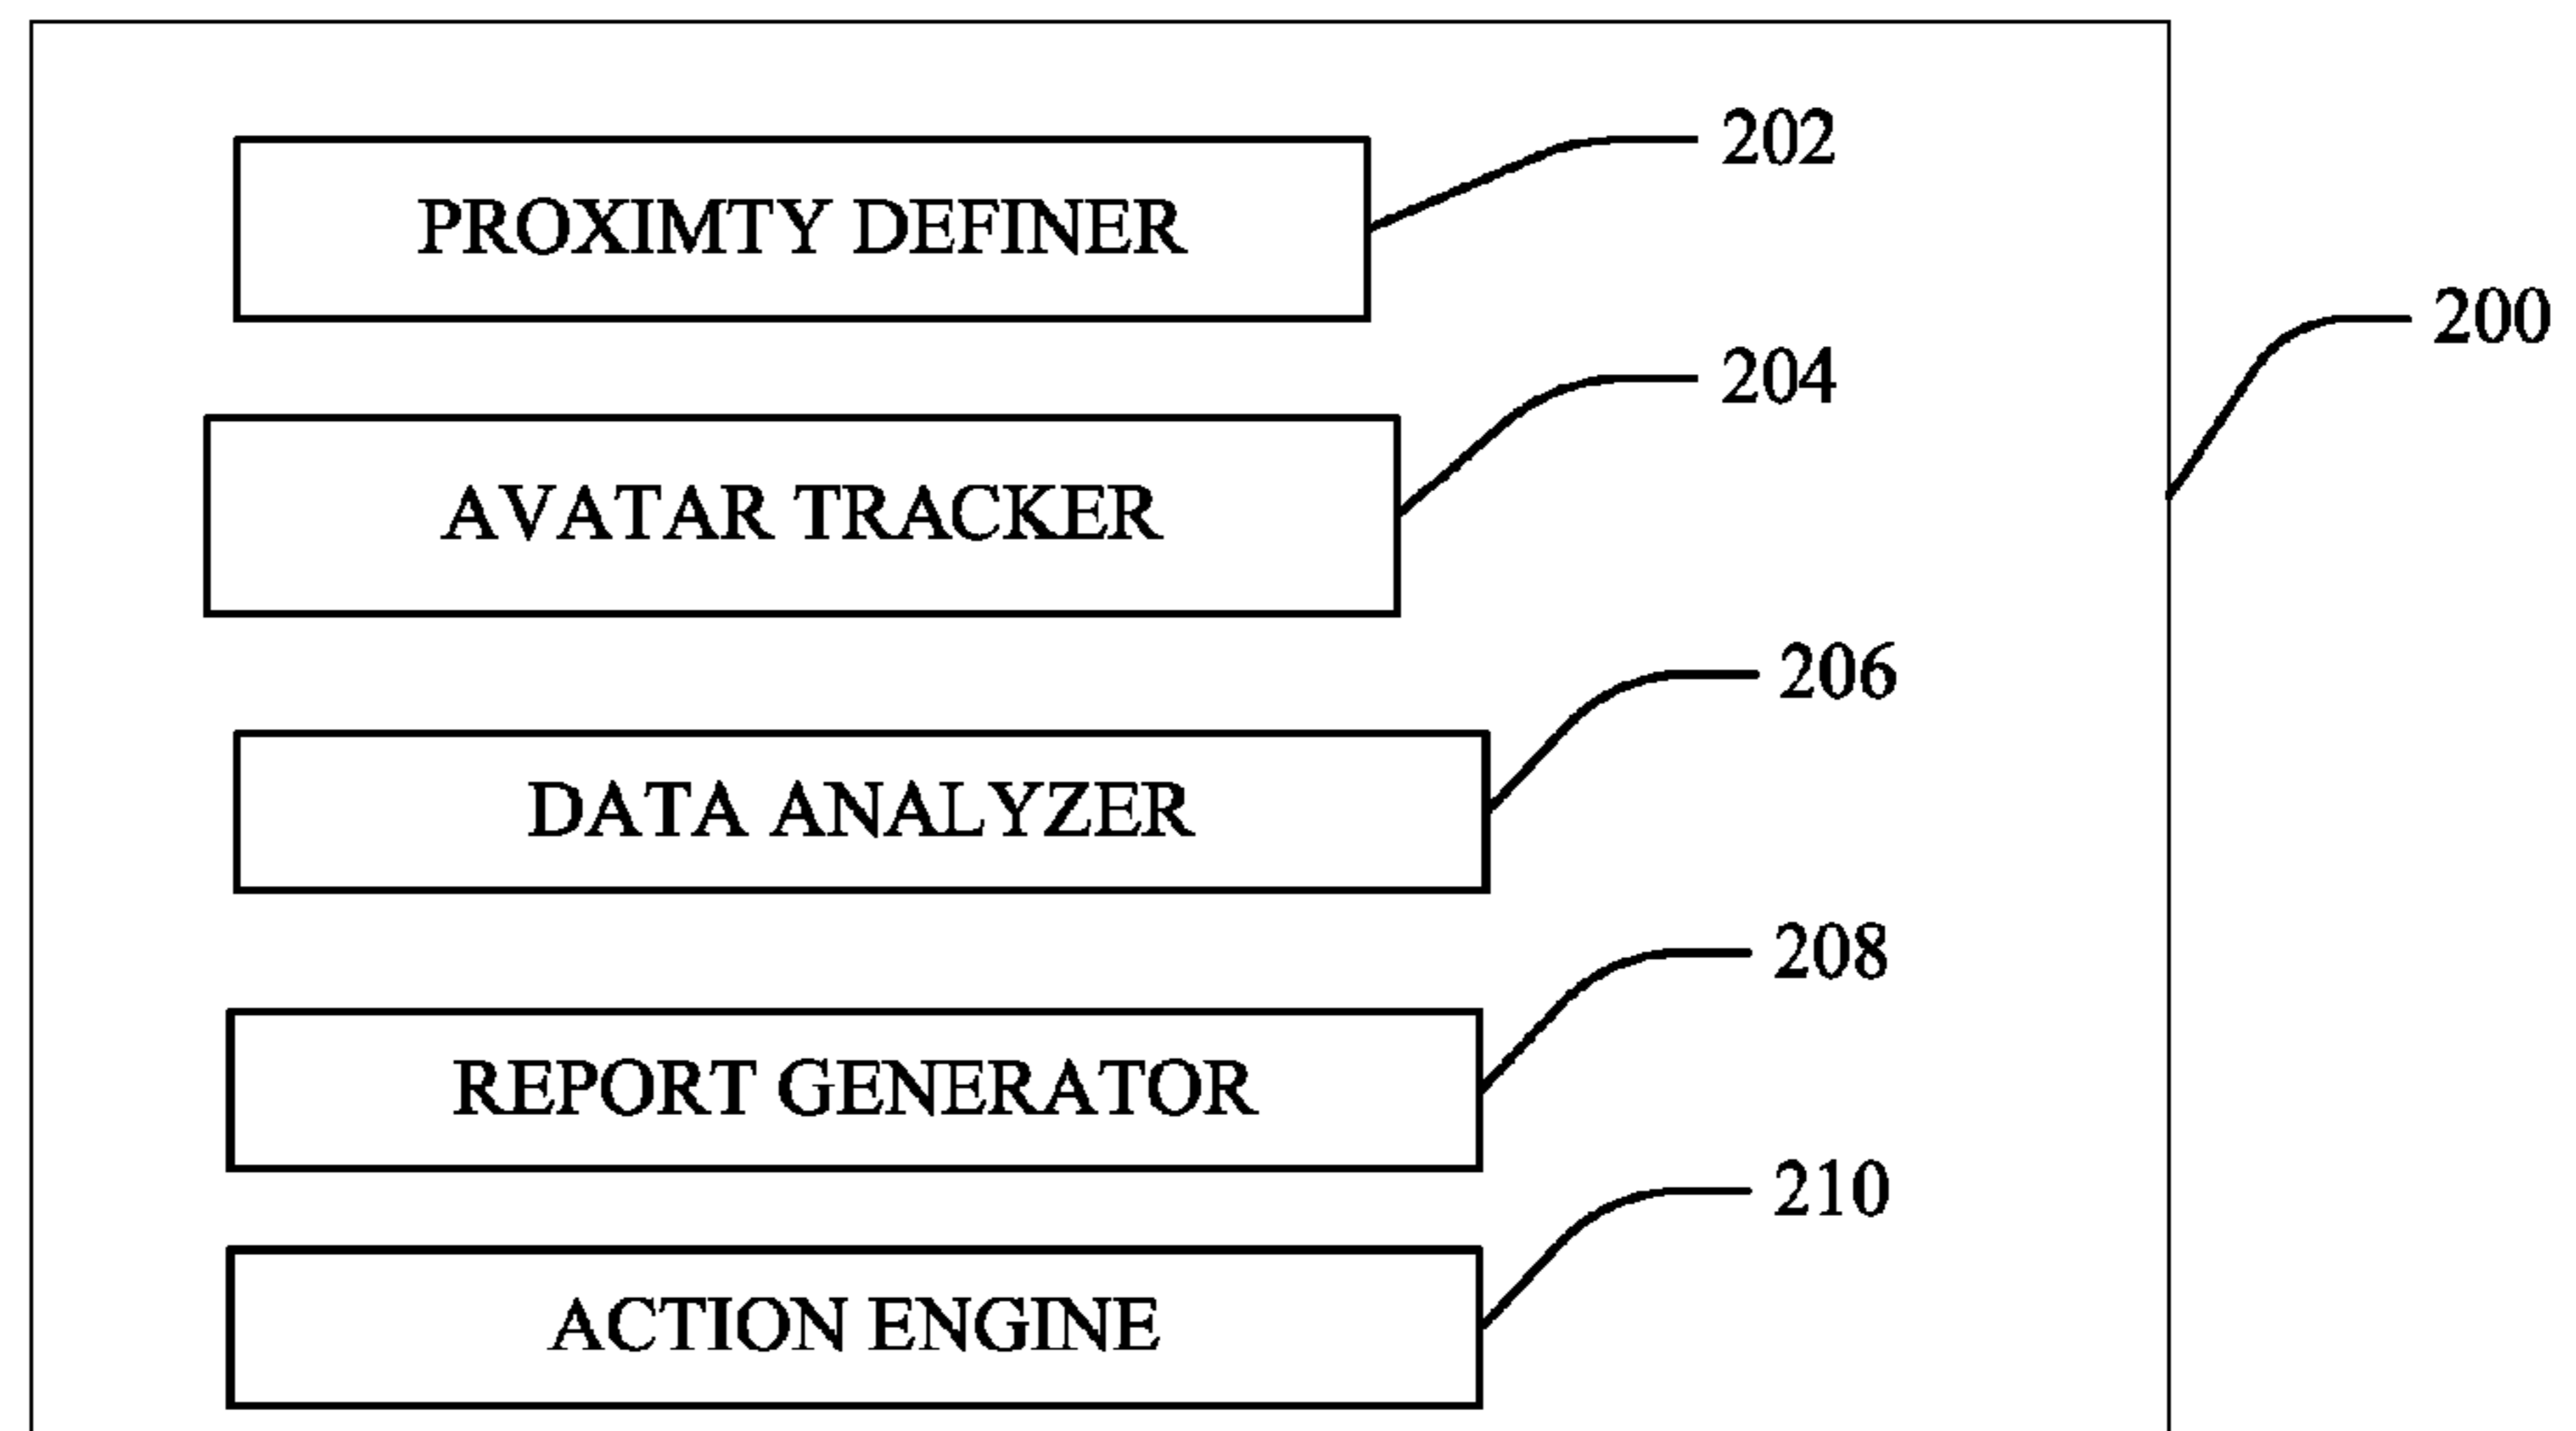 202
PROXIMTY DEFINER
200
204
AVATAR TRACKER
206
DATA ANALYZER
208
REPORT GENERATOR
210
ACTION ENGINE